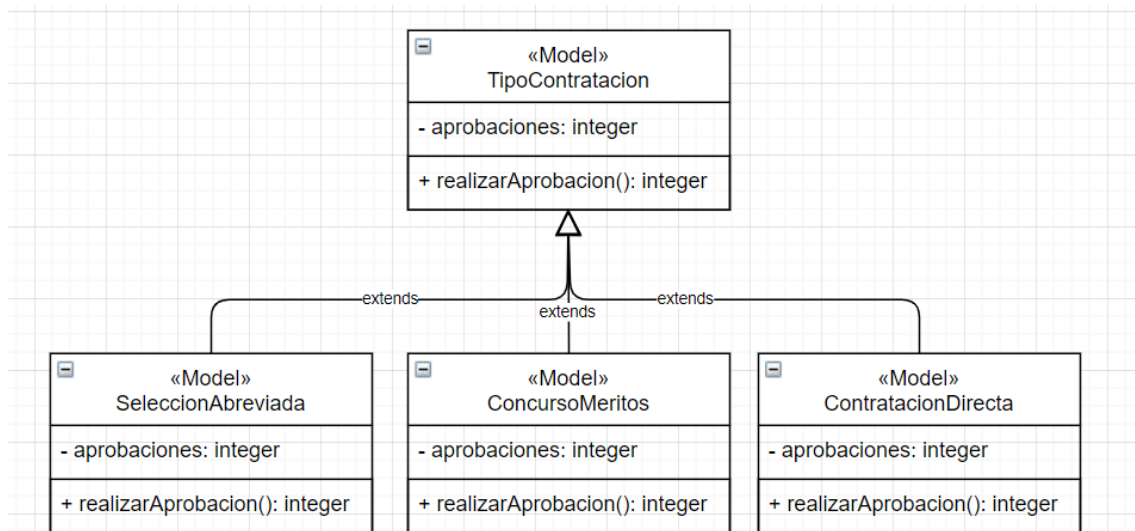 «Model»
TipoContratacion
- aprobaciones: integer
+ realizarAprobacion(): integer
extends
extends
extends
«Model»
SeleccionAbreviada
- aprobaciones: integer
+ realizarAprobacion(): integer
«Model»
ConcursoMeritos
- aprobaciones: integer
+ realizarAprobacion(): integer
«Model»
ContratacionDirecta
- aprobaciones: integer
+ realizarAprobacion(): integer